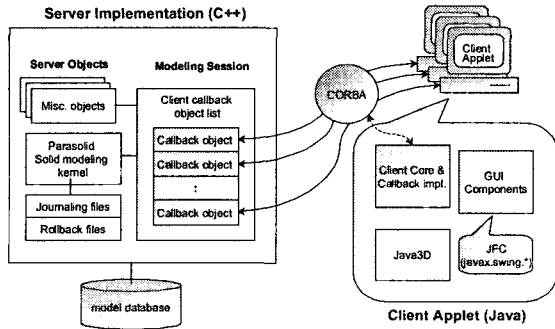 Server Implementation (C++)
Server Objects
Misc. objects
Parasolid
Solid modeling
kernel
Journaling files
Rollback files
Modeling Session
Client callback
object list
Callback object
Callback object
:
Callback object
model database
CORBA
Client
Applet
Client Core &
Callback impl.
GUI
Components
Java3D
JFC
(javax.swing.*)
Client Applet (Java)